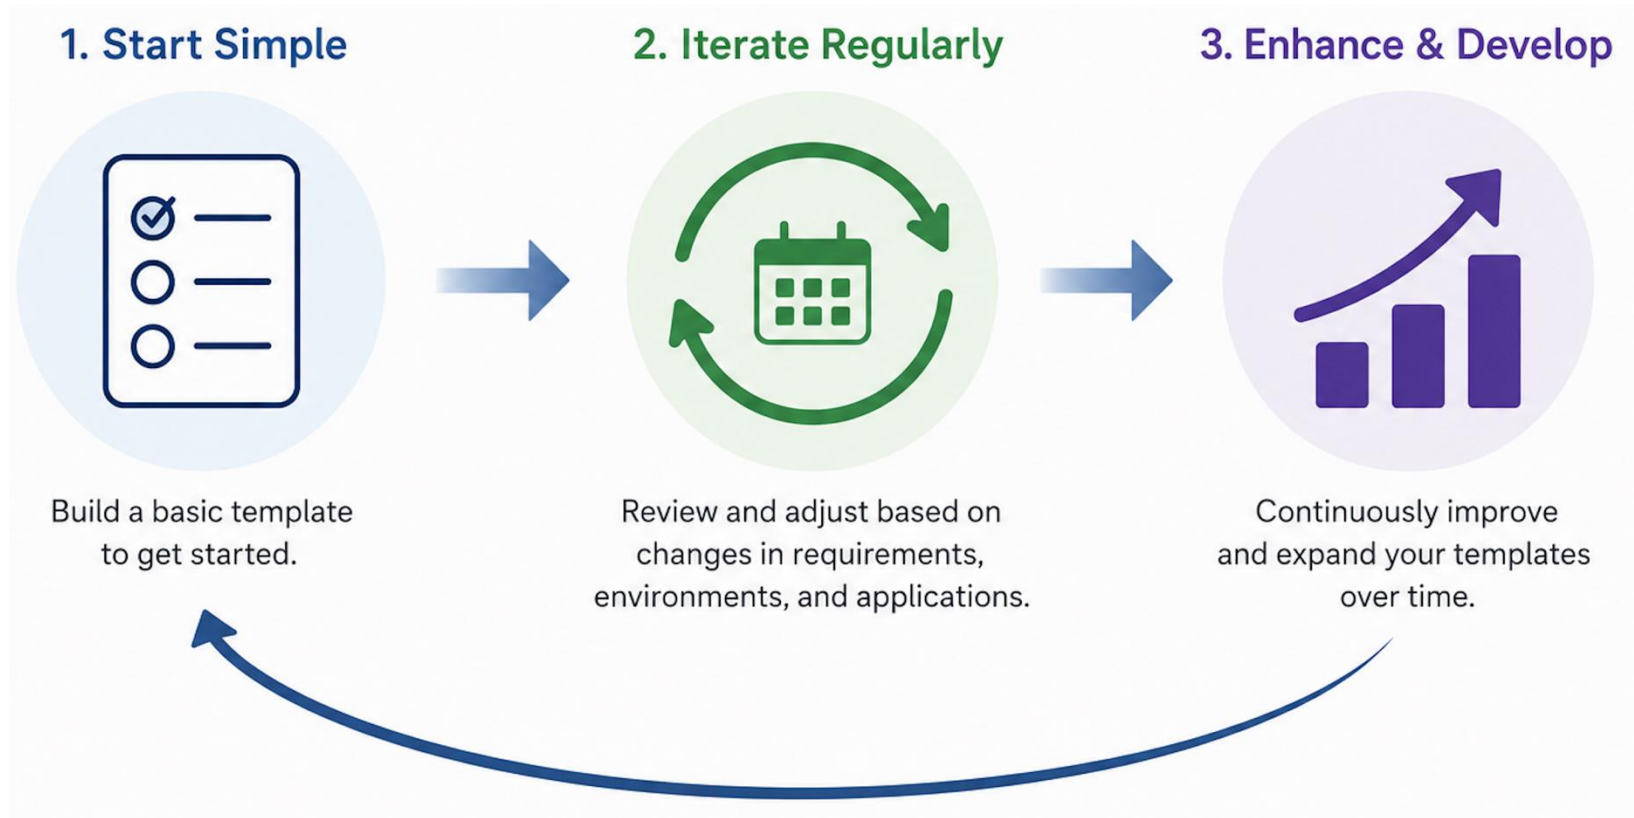 1. Start Simple
Build a basic template
to get started.
2. Iterate Regularly
Review and adjust based on
changes in requirements,
environments, and applications.
3. Enhance & Develop
Continuously improve
and expand your templates
over time.